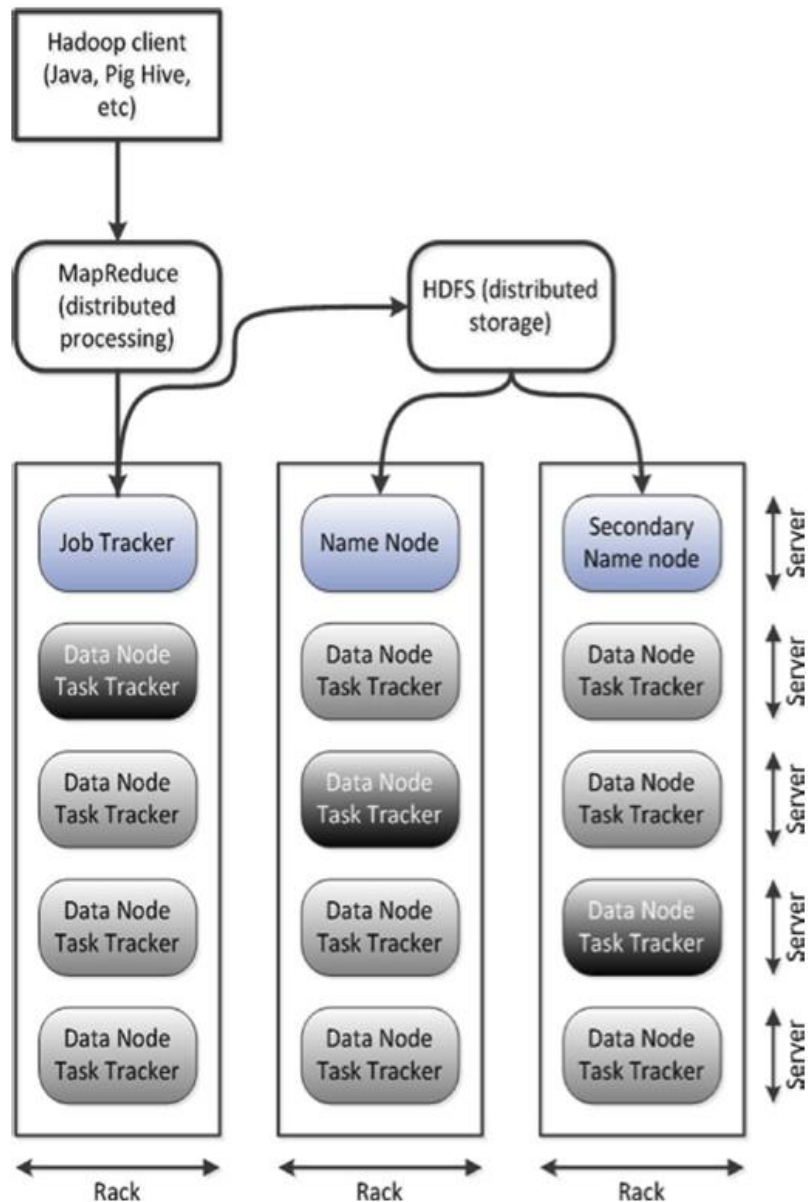 Hadoop client
(Java, Pig Hive,
etc)
MapReduce
(distributed
processing)
HDFS (distributed
storage)
Job Tracker
Name Node
Secondary
Name node
Server
Data Node
Task Tracker
Data Node
Task Tracker
Data Node
Task Tracker
Server
Data Node
Task Tracker
Data Node
Task Tracker
Data Node
Task Tracker
Server
Data Node
Task Tracker
Data Node
Task Tracker
Data Node
Task Tracker
Server
Data Node
Task Tracker
Data Node
Task Tracker
Data Node
Task Tracker
Server
Rack
Rack
Rack